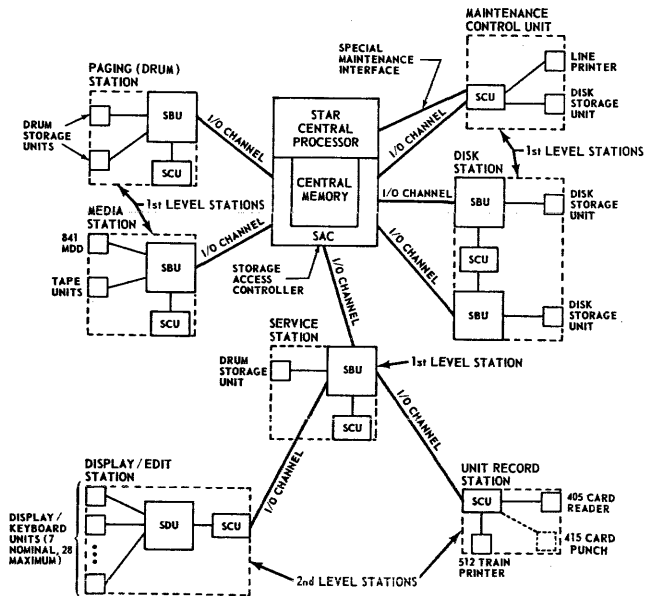 MAINTENANCE
CONTROL UNIT
SPECIAL
MAINTENANCE
INTERFACE
SCU
LINE
PRINTER
DISK
STORAGE
UNIT
PAGING (DRUM)
STATION
DRUM
STORAGE
UNITS
SBU
SCU
I/O CHANNEL
STAR
CENTRAL
PROCESSOR
CENTRAL
MEMORY
SAC
I/O CHANNEL
1st LEVEL STATIONS
1st LEVEL STATIONS
MEDIA
STATION
841
MDD
TAPE
UNITS
SBU
SCU
I/O CHANNEL
STORAGE
ACCESS
CONTROLLER
I/O CHANNEL
DISK
STATION
SBU
SCU
SBU
DISK
STORAGE
UNIT
DISK
STORAGE
UNIT
I/O CHANNEL
I/O CHANNEL
SERVICE
STATION
DRUM
STORAGE
UNIT
SBU
SCU
1st LEVEL STATION
I/O CHANNEL
I/O CHANNEL
DISPLAY / EDIT
STATION
DISPLAY/
KEYBOARD
UNITS (7
NOMINAL, 28
MAXIMUM)
SDU
SCU
UNIT RECORD
STATION
SCU
405 CARD
READER
415 CARD
PUNCH
512 TRAIN
PRINTER
2nd LEVEL STATIONS